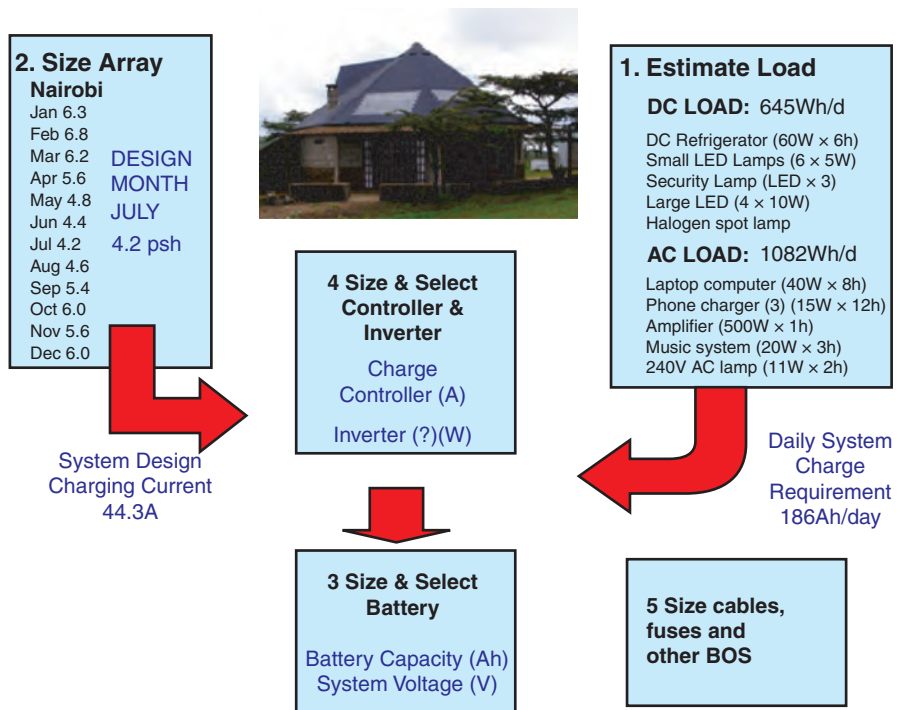 2. Size Array
Nairobi
Jan 6.3
Feb 6.8
Mar 6.2
Apr 5.6
May 4.8
Jun 4.4
Jul 4.2
Aug 4.6
Sep 5.4
Oct 6.0
Nov 5.6
Dec 6.0
DESIGN
MONTH
JULY
4.2 psh
System Design
Charging Current
44.3A
1. Estimate Load
DC LOAD: 645Wh/d
DC Refrigerator (60W × 6h)
Small LED Lamps (6 × 5W)
Security Lamp (LED × 3)
Large LED (4 × 10W)
Halogen spot lamp
AC LOAD: 1082Wh/d
Laptop computer (40W × 8h)
Phone charger (3) (15W × 12h)
Amplifier (500W × 1h)
Music system (20W × 3h)
240V AC lamp (11W × 2h)
Daily System
Charge
Requirement
186Ah/day
4 Size & Select
Controller &
Inverter
Charge
Controller (A)
Inverter (?)(W)
3 Size & Select
Battery
Battery Capacity (Ah)
System Voltage (V)
5 Size cables,
fuses and
other BOS